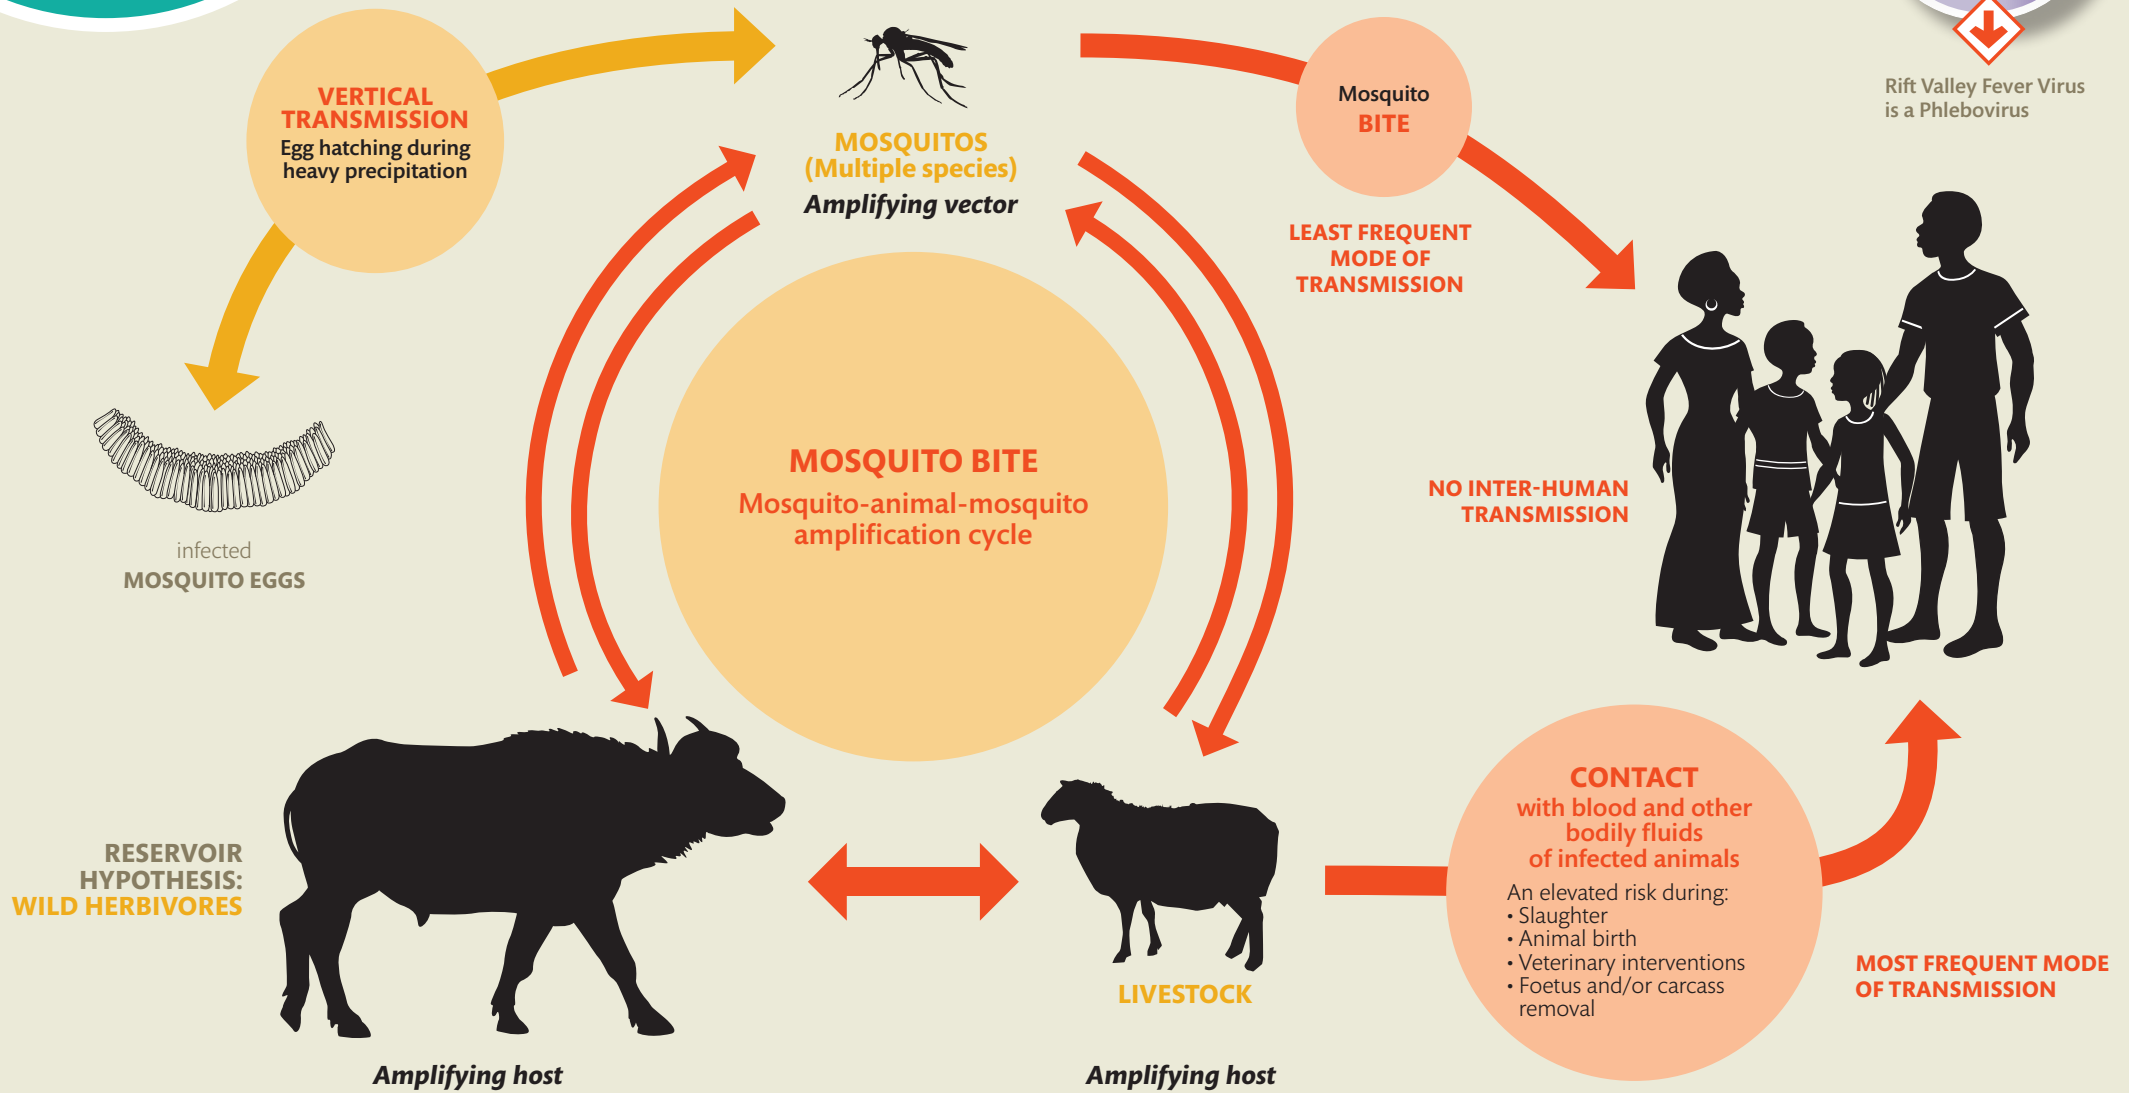 VERTICAL
TRANSMISSION
Egg hatching during
heavy precipitation
MOSQUITOS
(Multiple species)
Amplifying vector
Mosquito
BITE
Rift Valley Fever Virus
is a Phlebovirus
LEAST FREQUENT
MODE OF
TRANSMISSION
MOSQUITO BITE
Mosquito-animal-mosquito
amplification cycle
NO INTER-HUMAN
TRANSMISSION
infected
MOSQUITO EGGS
RESERVOIR
HYPOTHESIS:
WILD HERBIVORES
Amplifying host
LIVESTOCK
Amplifying host
CONTACT
with blood and other
bodily fluids
of infected animals
An elevated risk during:
• Slaughter
• Animal birth
• Veterinary interventions
• Foetus and/or carcass
removal
MOST FREQUENT MODE
OF TRANSMISSION